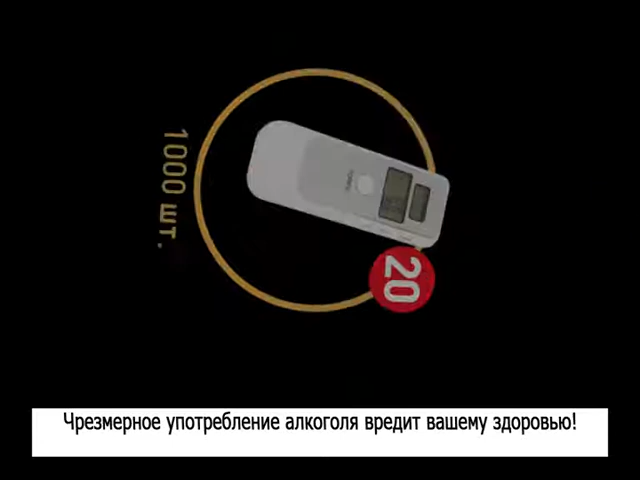 1000 шт.
20
Чрезмерное употребление алкоголя вредит вашему здоровью!